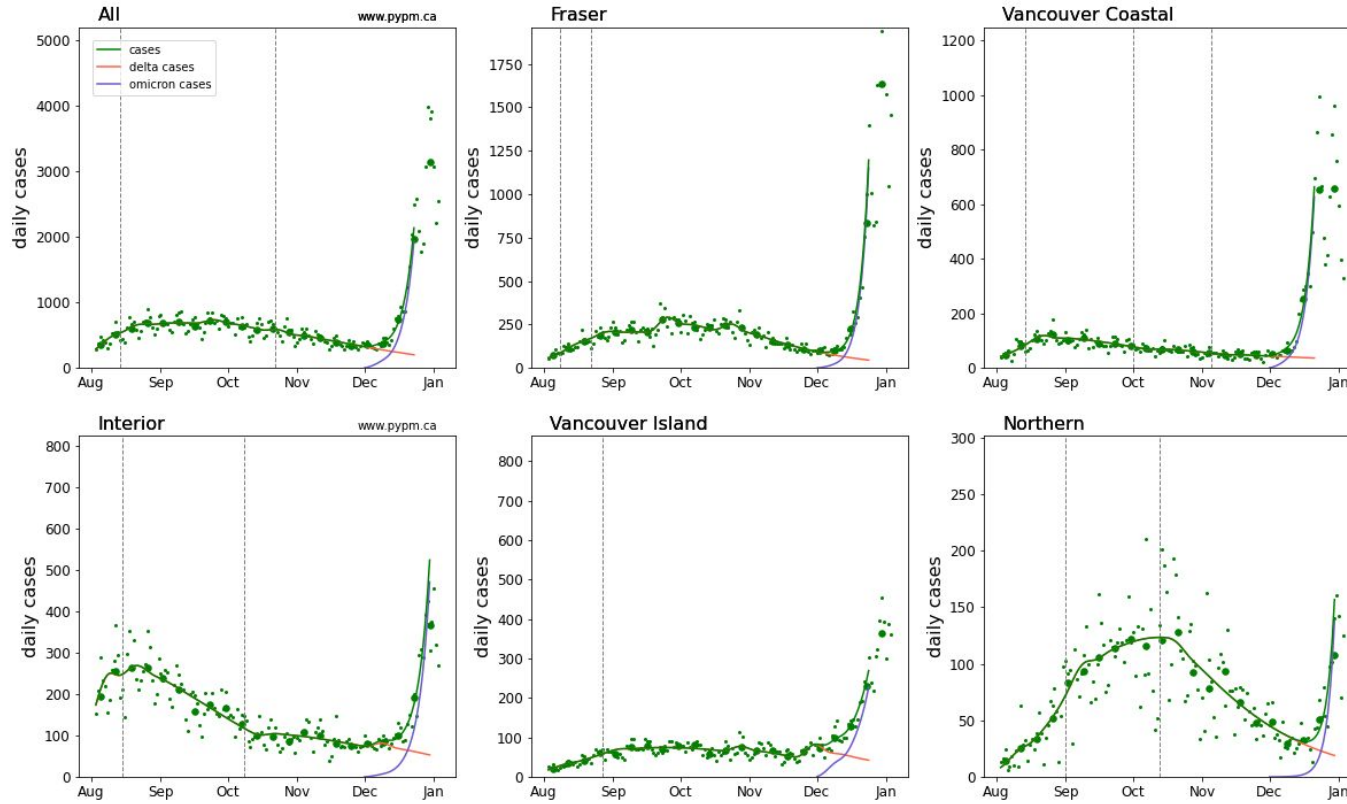 All www.pypm.ca
daily cases
5000
4000
3000
2000
1000
0
cases
delta cases
omicron cases
Aug Sep Oct Nov Dec Jan
Fraser
daily cases
1750
1500
1250
1000
750
500
250
0
Aug Sep Oct Nov Dec Jan
Vancouver Coastal
daily cases
1200
1000
800
600
400
200
0
Aug Sep Oct Nov Dec Jan
Interior www.pypm.ca
daily cases
800
700
600
500
400
300
200
100
0
Aug Sep Oct Nov Dec Jan
Vancouver Island
daily cases
800
700
600
500
400
300
200
100
0
Aug Sep Oct Nov Dec Jan
Northern
daily cases
300
250
200
150
100
50
0
Aug Sep Oct Nov Dec Jan